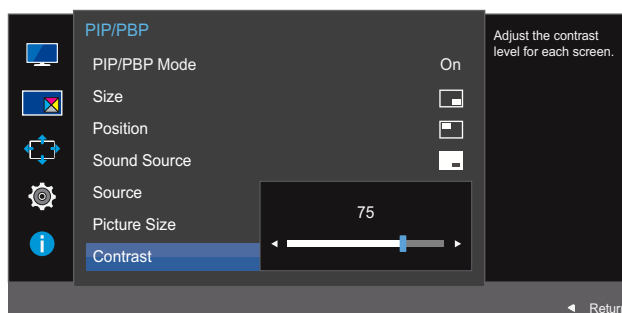 PIP/PBP
Adjust the contrast
level for each screen.
PIP/PBP Mode On
Size
Position
Sound Source
Source
Picture Size
75
Contrast
Return